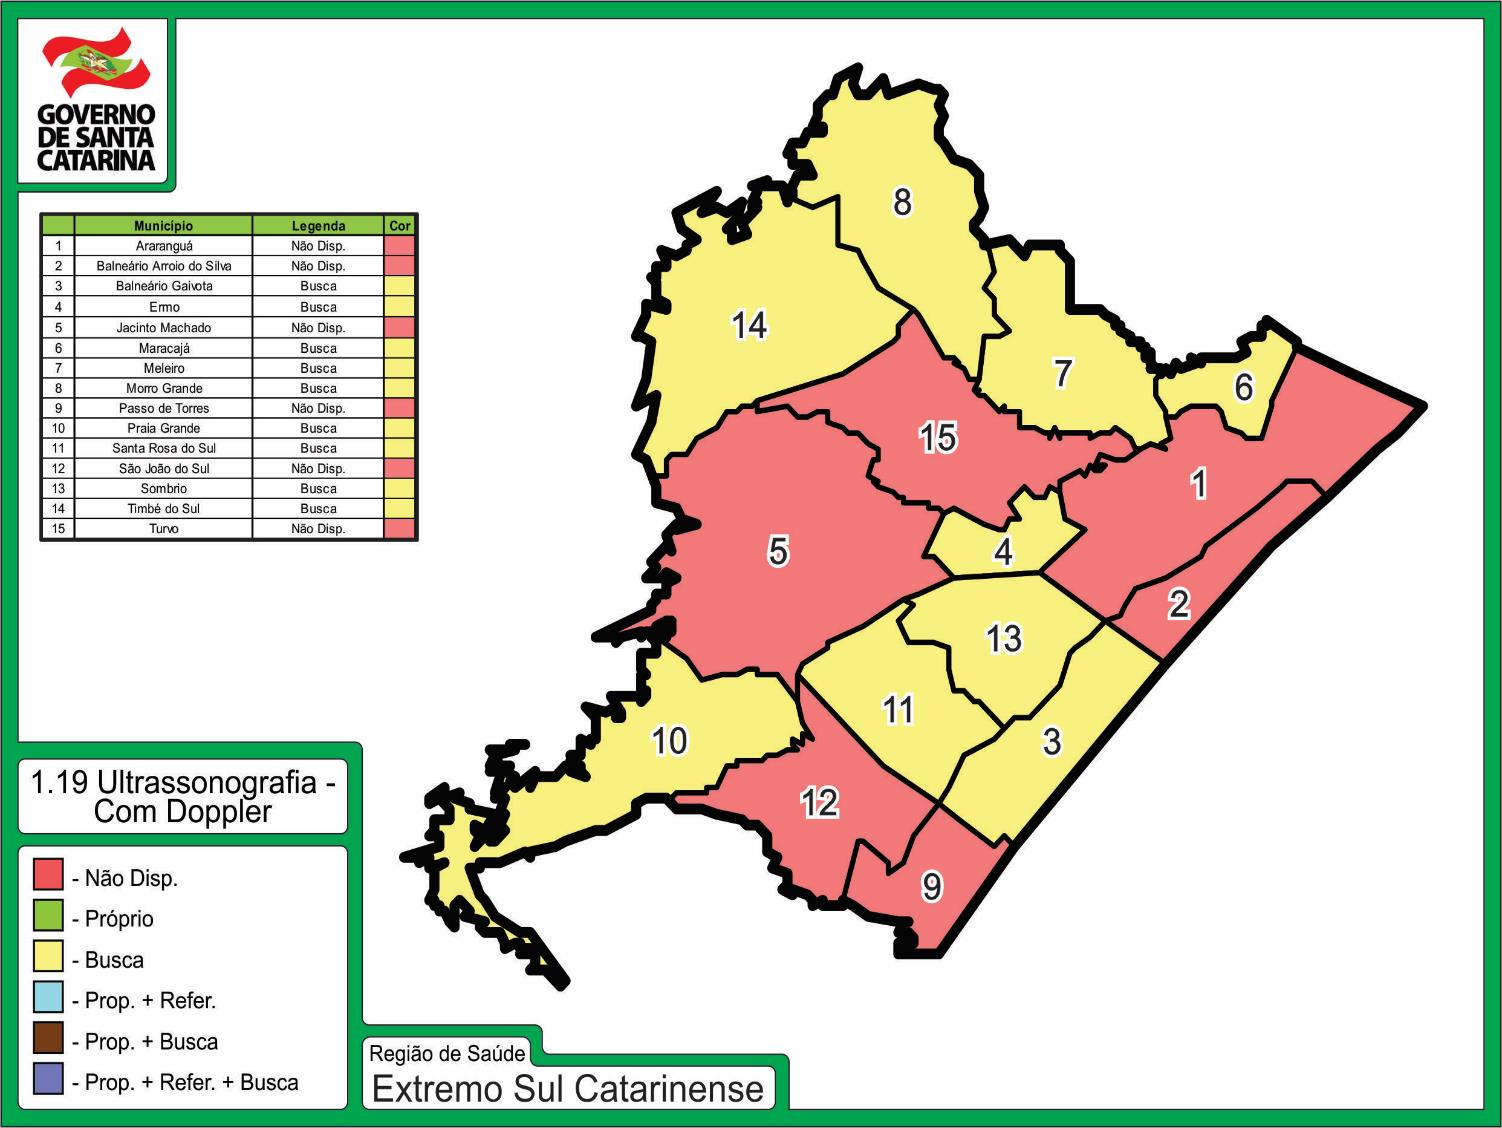 GOVERNO
DE SANTA
CATARINA
Município Legenda Cor
1 Araranguá Não Disp.
2 Balneário Arroio do Silva Não Disp.
3 Balneário Gaivota Busca
4 Ermo Busca
5 Jacinto Machado Não Disp.
6 Maracajá Busca
7 Meleiro Busca
8 Morro Grande Busca
9 Passo de Torres Não Disp.
10 Praia Grande Busca
11 Santa Rosa do Sul Busca
12 São João do Sul Não Disp.
13 Sombrio Busca
14 Timbé do Sul Busca
15 Turvo Não Disp.
8
14
7
6
15
1
5
4
2
13
11
10
3
12
9
1.19 Ultrassonografia -
Com Doppler
- Não Disp.
- Próprio
- Busca
- Prop. + Refer.
- Prop. + Busca
- Prop. + Refer. + Busca
Região de Saúde
Extremo Sul Catarinense